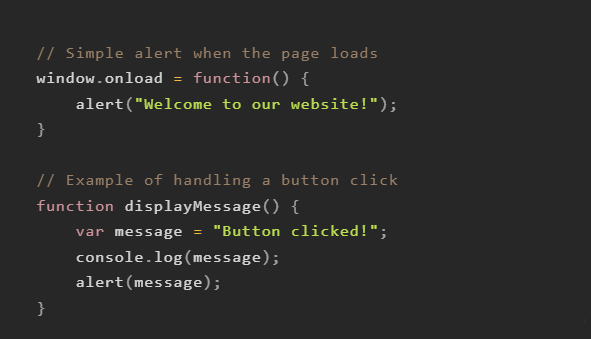 // Simple alert when the page loads
window.onload = function() {
    alert("Welcome to our website!");
}
// Example of handling a button click
function displayMessage() {
    var message = "Button clicked!";
    console.log(message);
    alert(message);
}